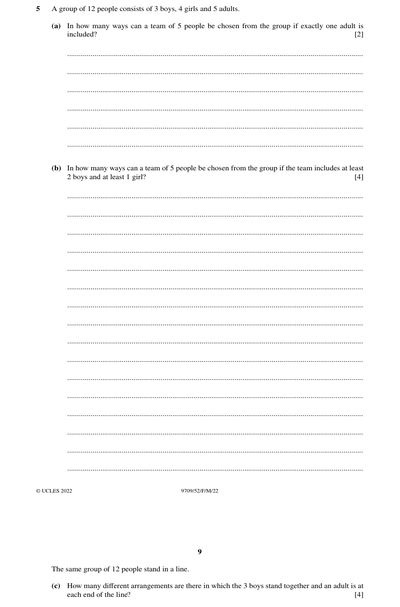 5 A group of 12 people consists of 3 boys, 4 girls and 5 adults.
(a) In how many ways can a team of 5 people be chosen from the group if exactly one adult is
included? [2]
(b) In how many ways can a team of 5 people be chosen from the group if the team includes at least
2 boys and at least 1 girl? [4]
© UCLES 2022 9709/52/F/M/22
9
The same group of 12 people stand in a line.
(c) How many different arrangements are there in which the 3 boys stand together and an adult is at
each end of the line? [4]